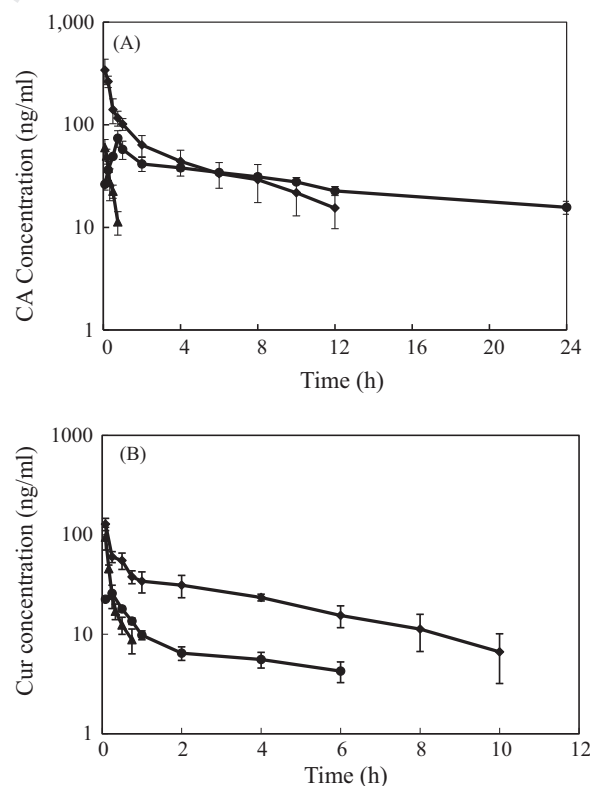 1,000
(A)
100
10
1
CA Concentration (ng/ml)
0 4 8 12 16 20 24
Time (h)
1000
(B)
100
10
1
Cur concentration (ng/ml)
0 2 4 6 8 10 12
Time (h)